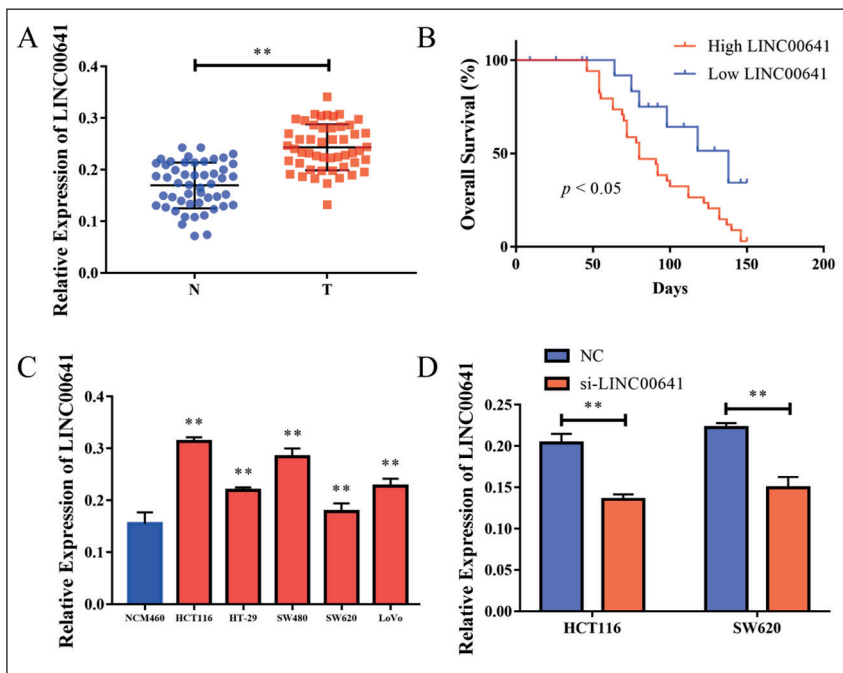 A
**
Relative Expression of LINC00641
0.4
0.3
0.2
0.1
0.0
N
T
B
High LINC00641
Low LINC00641
Overall Survival (%)
100
50
0
p < 0.05
0
50
100
150
200
Days
C
Relative Expression of LINC00641
0.4
0.3
0.2
0.1
0.0
**
**
**
**
**
NCM460
HCT116
HT-29
SW480
SW620
LoVo
D
NC
si-LINC00641
Relative Expression of LINC00641
0.25
0.20
0.15
0.10
0.05
0.00
**
**
HCT116
SW620